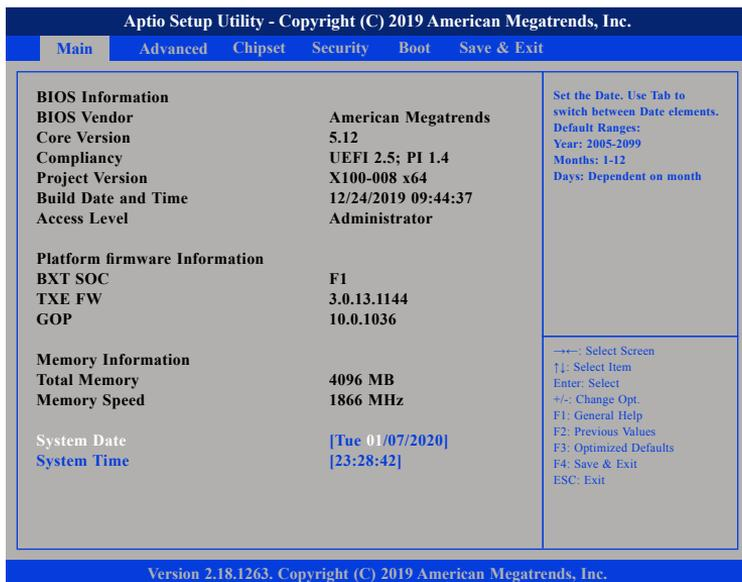 Aptio Setup Utility - Copyright (C) 2019 American Megatrends, Inc.
Main Advanced Chipset Security Boot Save & Exit
BIOS Information
BIOS Vendor American Megatrends
Core Version 5.12
Compliancy UEFI 2.5; PI 1.4
Project Version X100-008 x64
Build Date and Time 12/24/2019 09:44:37
Access Level Administrator
Platform firmware Information
BXT SOC F1
TXE FW 3.0.13.1144
GOP 10.0.1036
Memory Information
Total Memory 4096 MB
Memory Speed 1866 MHz
System Date [Tue 01/07/2020]
System Time [23:28:42]
Set the Date. Use Tab to
switch between Date elements.
Default Ranges:
Year: 2005-2099
Months: 1-12
Days: Dependent on month
→←: Select Screen
↑↓: Select Item
Enter: Select
+/-: Change Opt.
F1: General Help
F2: Previous Values
F3: Optimized Defaults
F4: Save & Exit
ESC: Exit
Version 2.18.1263. Copyright (C) 2019 American Megatrends, Inc.